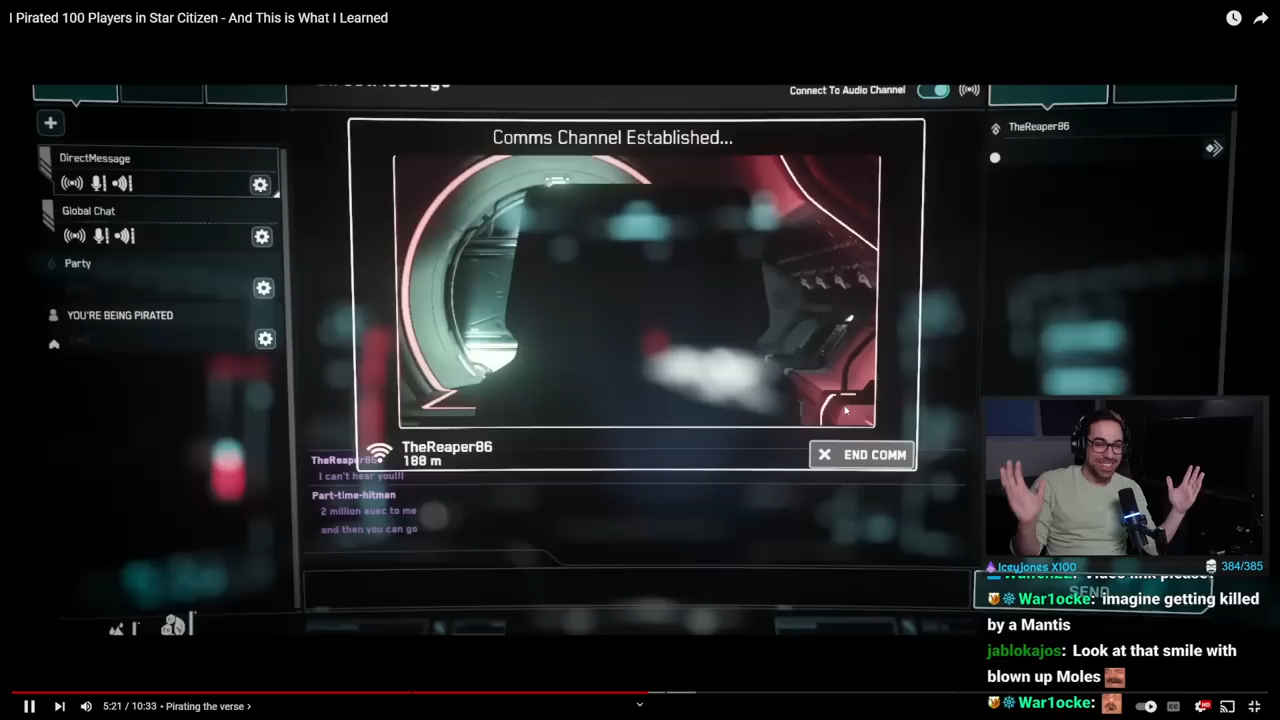 I Pirated 100 Players in Star Citizen - And This is What I Learned
Connect To Audio Channel
Comms Channel Established...
TheReaper86
DirectMessage
Global Chat
Party
YOU'RE BEING PIRATED
TheReaper86
188 m
END COMM
I can't hear you!!!
Part-time-hitman
2 million auec to me
and then you can go
IceyJones X100
384/385
SEND
War1ocke: imagine getting killed
by a Mantis
jablokajos: Look at that smile with
blown up Moles
War1ocke:
5:21 / 10:33 • Pirating the verse ›
CC
HD